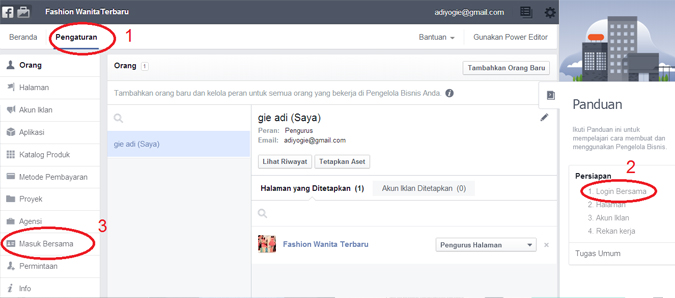 Fashion WanitaTerbaru
adiyogie@gmail.com
Beranda
Pengaturan
1
Bantuan
Gunakan Power Editor
Orang
Halaman
Akun Iklan
Aplikasi
Katalog Produk
Metode Pembayaran
Proyek
Agensi
3
Masuk Bersama
Permintaan
Info
Orang 1
Tambahkan Orang Baru
Tambahkan orang baru dan kelola peran untuk semua orang yang bekerja di Pengelola Bisnis Anda.
gie adi (Saya)
gie adi (Saya)
Peran: Pengurus
Email: adiyogie@gmail.com
Lihat Riwayat
Tetapkan Aset
Halaman yang Ditetapkan (1)
Akun Iklan Ditetapkan (0)
Fashion Wanita Terbaru
Pengurus Halaman
Panduan
Ikuti Panduan ini untuk
mempelajari cara membuat dan
menggunakan Pengelola Bisnis.
2
Persiapan
1. Login Bersama
2. Halaman
3. Akun Iklan
4. Rekan kerja
Tugas Umum